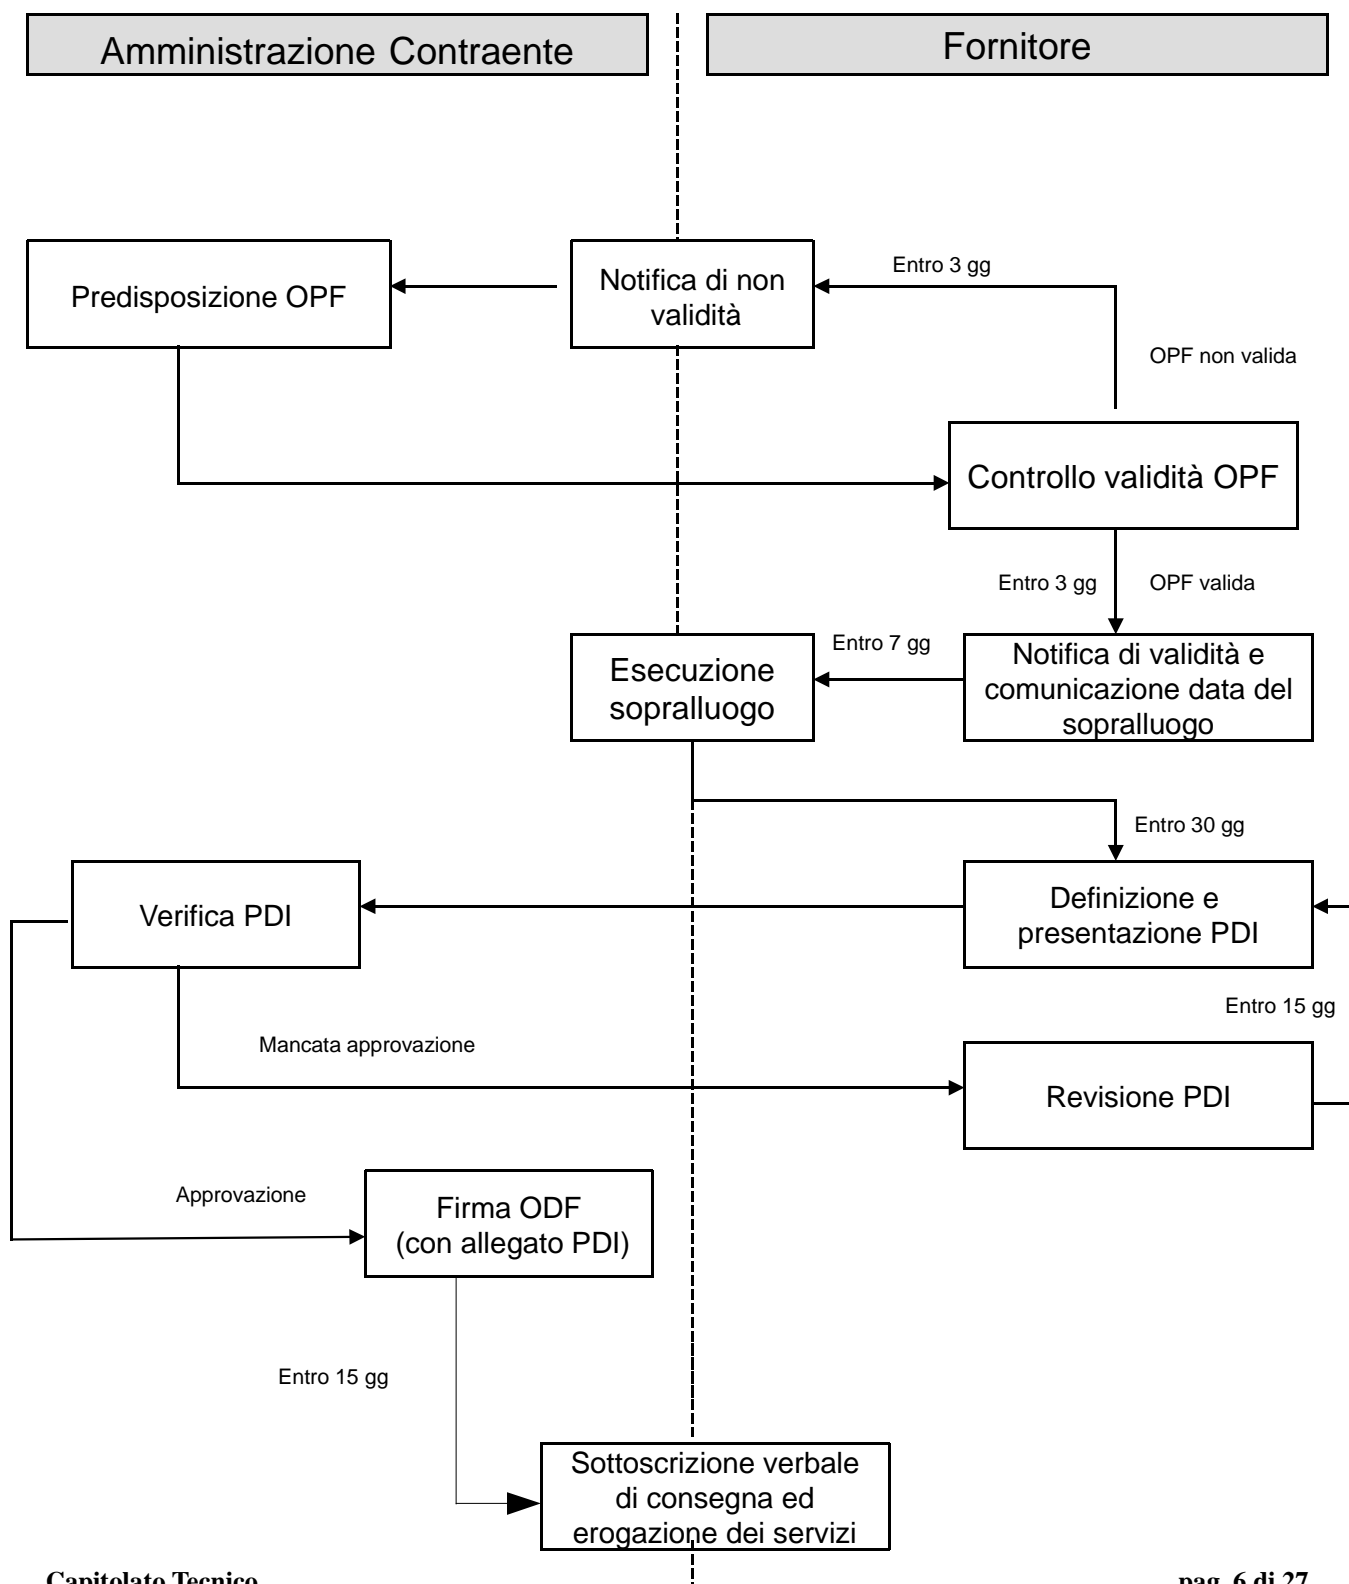 Amministrazione Contraente
Fornitore
Predisposizione OPF
Notifica di non
validità
Entro 3 gg
OPF non valida
Controllo validità OPF
Entro 3 gg
OPF valida
Esecuzione
sopralluogo
Entro 7 gg
Notifica di validità e
comunicazione data del
sopralluogo
Entro 30 gg
Verifica PDI
Definizione e
presentazione PDI
Entro 15 gg
Mancata approvazione
Revisione PDI
Approvazione
Firma ODF
(con allegato PDI)
Entro 15 gg
Sottoscrizione verbale
di consegna ed
erogazione dei servizi
Capitolato Tecnico
pag. 6 di 27